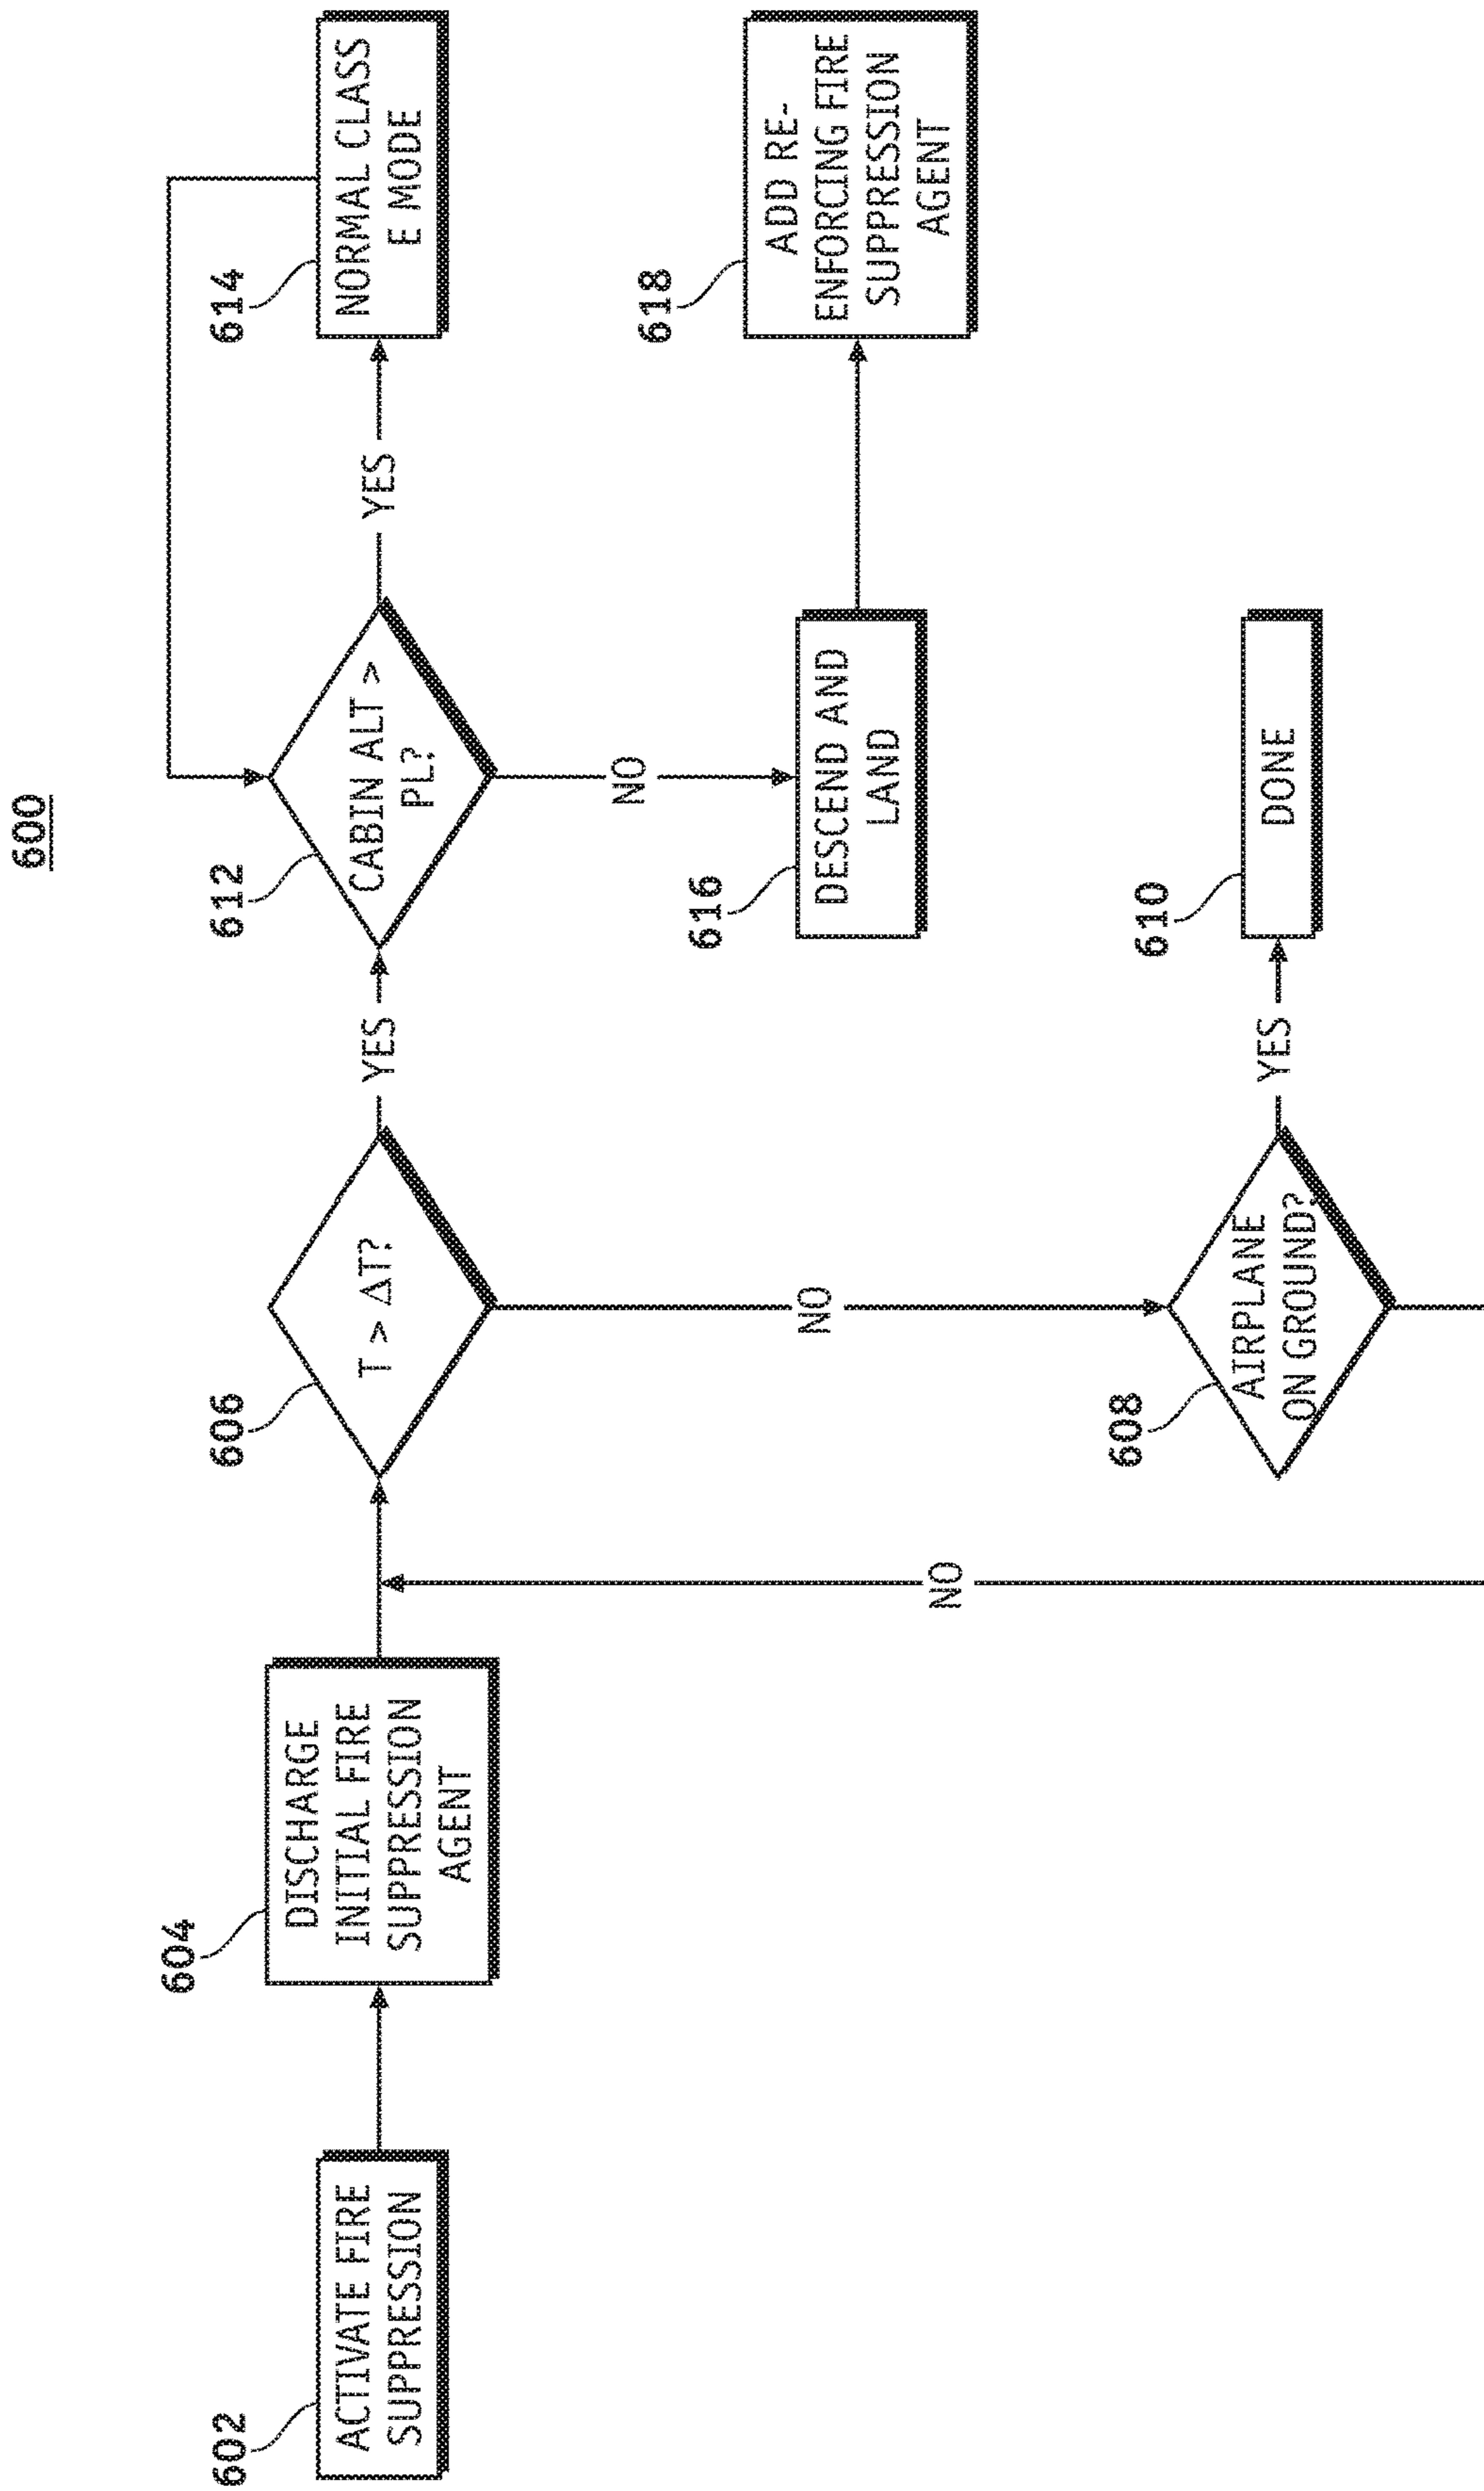 600
602
ACTIVATE FIRE
SUPPRESSION
604
DISCHARGE
INITIAL FIRE
SUPPRESSION
AGENT
606
T > ΔT?
YES
612
CABIN ALT >
PL?
YES
614
NORMAL CLASS
E MODE
NO
616
DESCEND AND
LAND
618
ADD RE-
ENFORCING FIRE
SUPPRESSION
AGENT
NO
NO
608
AIRPLANE
ON GROUND?
YES
610
DONE